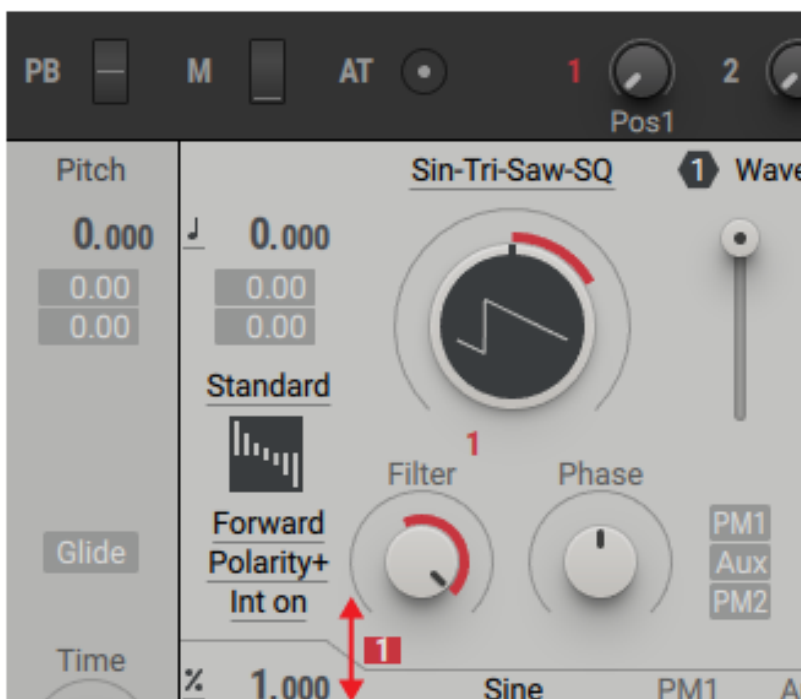 PB M AT 1 2
Pos1
Pitch Sin-Tri-Saw-SQ 1 Wave
0.000 0.000
0.00 0.00
0.00 0.00
Standard
1
Filter Phase
Forward PM1
Glide Polarity+ Aux
Int on PM2
1
Time % 1.000 Sine PM1 A